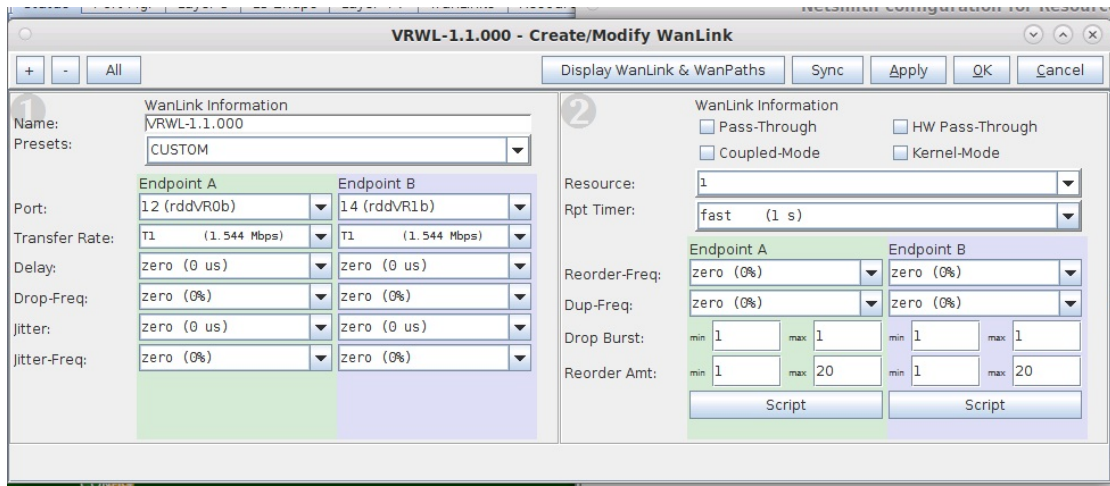 VRWL-1.1.000 - Create/Modify WanLink
+ - All Display WanLink & WanPaths Sync Apply OK Cancel
1
WanLink Information
Name: VRWL-1.1.000
Presets: CUSTOM
Endpoint A Endpoint B
Port: 12 (rddVR0b) 14 (rddVR1b)
Transfer Rate: T1 (1.544 Mbps) T1 (1.544 Mbps)
Delay: zero (0 us) zero (0 us)
Drop-Freq: zero (0%) zero (0%)
Jitter: zero (0 us) zero (0 us)
Jitter-Freq: zero (0%) zero (0%)
2
WanLink Information
Pass-Through HW Pass-Through
Coupled-Mode Kernel-Mode
Resource: 1
Rpt Timer: fast (1 s)
Endpoint A Endpoint B
Reorder-Freq: zero (0%) zero (0%)
Dup-Freq: zero (0%) zero (0%)
Drop Burst: min 1 max 1 min 1 max 1
Reorder Amt: min 1 max 20 min 1 max 20
Script Script